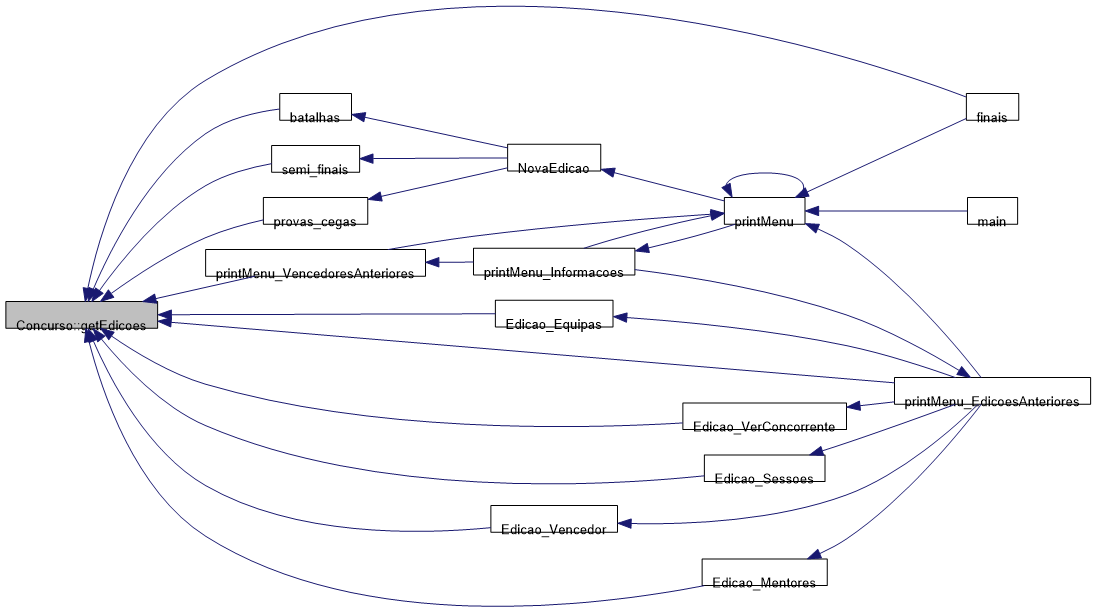 batalhas
finais
semi_finais
NovaEdicao
provas_cegas
printMenu
main
printMenu_VencedoresAnteriores
printMenu_Informacoes
Concurso::getEdicoes
Edicao_Equipas
printMenu_EdicoesAnteriores
Edicao_VerConcorrente
Edicao_Sessoes
Edicao_Vencedor
Edicao_Mentores